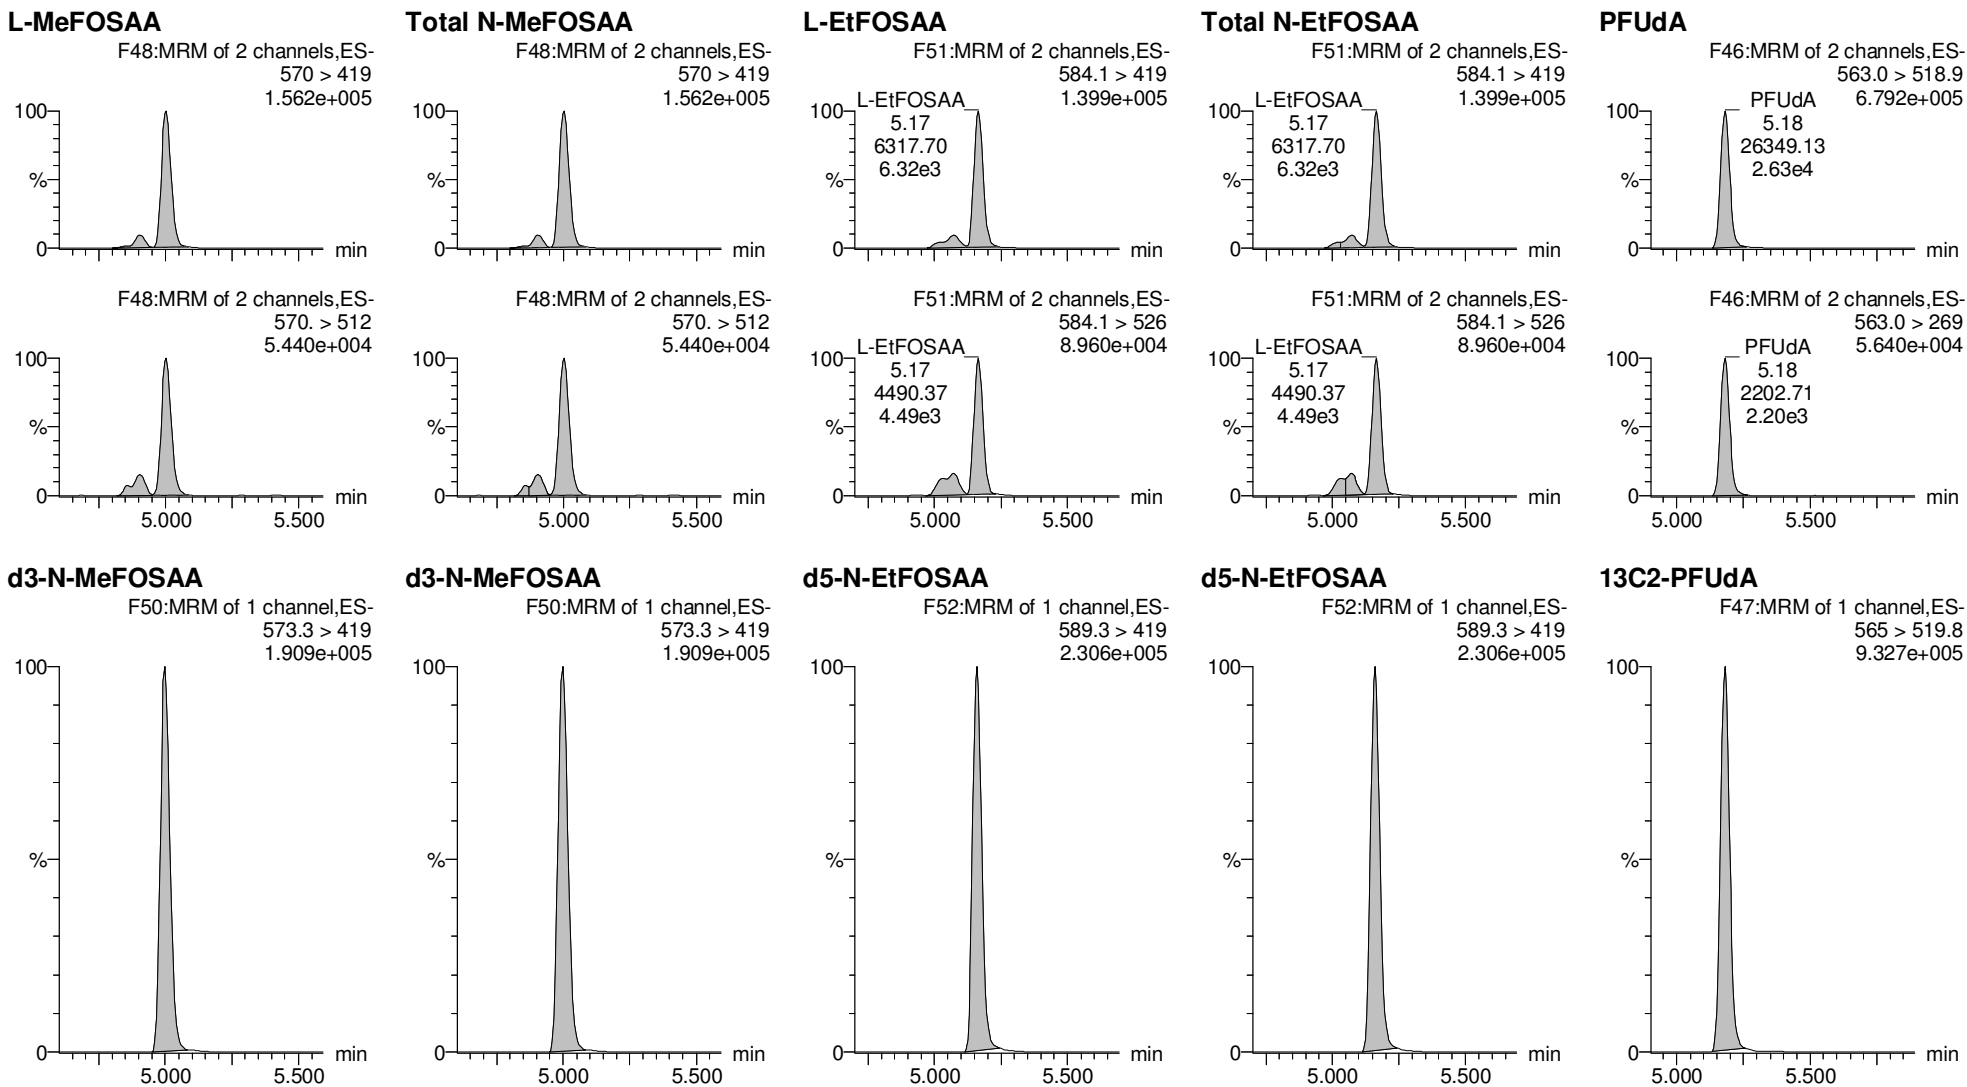 L-MeFOSAA
F48:MRM of 2 channels,ES-
570 > 419
1.562e+005
100
%
0
min
Total N-MeFOSAA
F48:MRM of 2 channels,ES-
570 > 419
1.562e+005
100
%
0
min
L-EtFOSAA
F51:MRM of 2 channels,ES-
584.1 > 419
1.399e+005
L-EtFOSAA
5.17
6317.70
6.32e3
100
%
0
min
Total N-EtFOSAA
F51:MRM of 2 channels,ES-
584.1 > 419
1.399e+005
L-EtFOSAA
5.17
6317.70
6.32e3
100
%
0
min
PFUdA
F46:MRM of 2 channels,ES-
563.0 > 518.9
6.792e+005
PFUdA
5.18
26349.13
2.63e4
100
%
0
min
F48:MRM of 2 channels,ES-
570. > 512
5.440e+004
100
%
0
min
5.000 5.500
F48:MRM of 2 channels,ES-
570. > 512
5.440e+004
100
%
0
min
5.000 5.500
F51:MRM of 2 channels,ES-
584.1 > 526
8.960e+004
L-EtFOSAA
5.17
4490.37
4.49e3
100
%
0
min
5.000 5.500
F51:MRM of 2 channels,ES-
584.1 > 526
8.960e+004
L-EtFOSAA
5.17
4490.37
4.49e3
100
%
0
min
5.000 5.500
F46:MRM of 2 channels,ES-
563.0 > 269
5.640e+004
PFUdA
5.18
2202.71
2.20e3
100
%
0
min
5.000 5.500
d3-N-MeFOSAA
F50:MRM of 1 channel,ES-
573.3 > 419
1.909e+005
100
%
0
min
5.000 5.500
d3-N-MeFOSAA
F50:MRM of 1 channel,ES-
573.3 > 419
1.909e+005
100
%
0
min
5.000 5.500
d5-N-EtFOSAA
F52:MRM of 1 channel,ES-
589.3 > 419
2.306e+005
100
%
0
min
5.000 5.500
d5-N-EtFOSAA
F52:MRM of 1 channel,ES-
589.3 > 419
2.306e+005
100
%
0
min
5.000 5.500
13C2-PFUdA
F47:MRM of 1 channel,ES-
565 > 519.8
9.327e+005
100
%
0
min
5.000 5.500